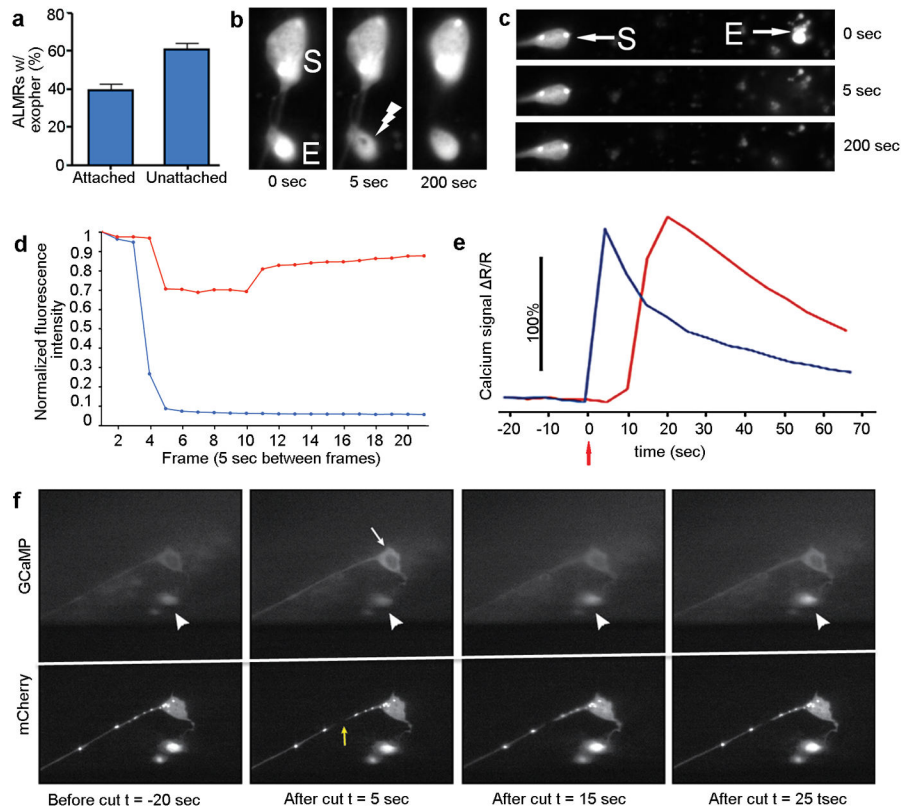 a
ALMRs w/
exopher (%)
80
60
40
20
0
Attached
Unattached
b
S
E
0 sec
5 sec
200 sec
c
S
E
0 sec
5 sec
200 sec
d
Normalized fluorescence
intensity
0.9
0.8
0.7
0.6
0.5
0.4
0.3
0.2
0.1
0
2
4
6
8
10
12
14
16
18
20
Frame (5 sec between frames)
e
Calcium signal ΔR/R
100%
-20
-10
0
10
20
30
40
50
60
70
time (sec)
f
GCaMP
mCherry
Before cut t = -20 sec
After cut t = 5 sec
After cut t = 15 sec
After cut t = 25 tsec